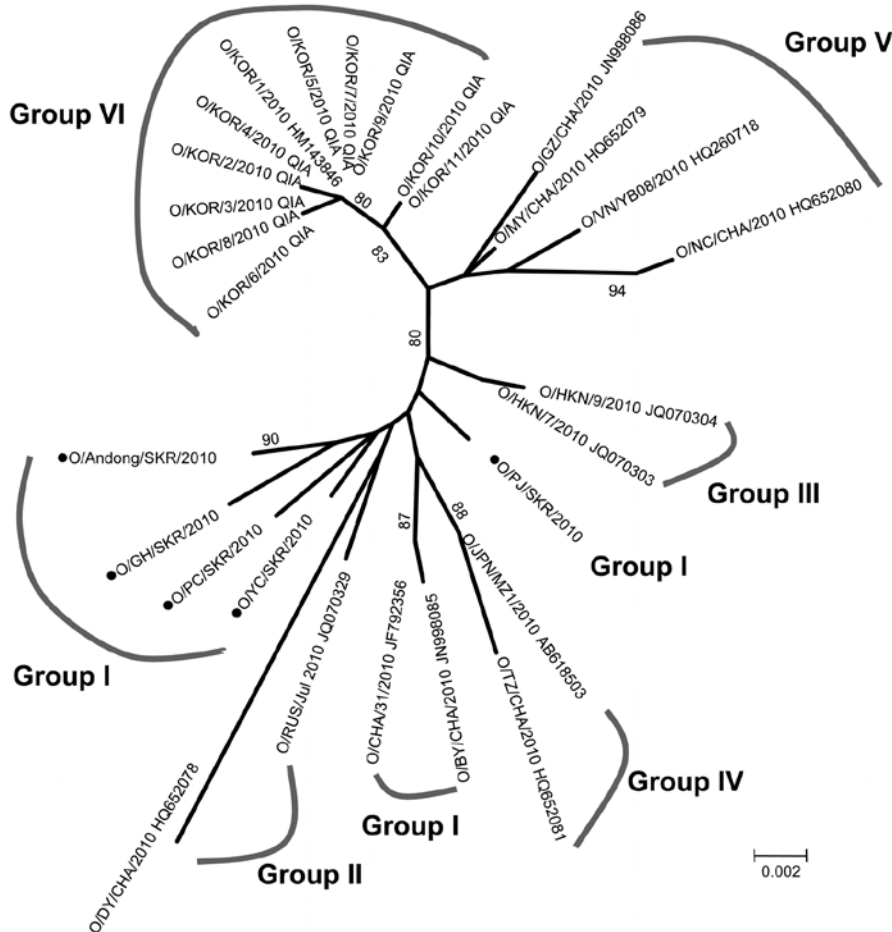 Group VI
O/KOR/1/2010 HM143846
O/KOR/5/2010 QIA
O/KOR/7/2010 QIA
O/KOR/9/2010 QIA
O/KOR/4/2010 QIA
O/KOR/2/2010 QIA
O/KOR/3/2010 QIA
O/KOR/8/2010 QIA
O/KOR/6/2010 QIA
O/KOR/10/2010 QIA
O/KOR/11/2010 QIA
80
83
Group V
O/GZ/CHA/2010 JN998086
O/MY/CHA/2010 HQ652079
O/VN/YB08/2010 HQ260718
O/NC/CHA/2010 HQ652080
94
80
O/HKN/9/2010 JQ070304
O/HKN/7/2010 JQ070303
Group III
●O/PJ/SKR/2010
Group I
90
●O/Andong/SKR/2010
●O/GH/SKR/2010
●O/PC/SKR/2010
●O/YC/SKR/2010
Group I
O/DY/CHA/2010 HQ652078
O/RUS/Jul 2010 JQ070329
Group II
87
O/CHA/31/2010 JF792356
O/BY/CHA/2010 JN998085
Group I
88
O/JPN/MZ1/2010 AB618503
O/TZ/CHA/2010 HQ652081
Group IV
0.002